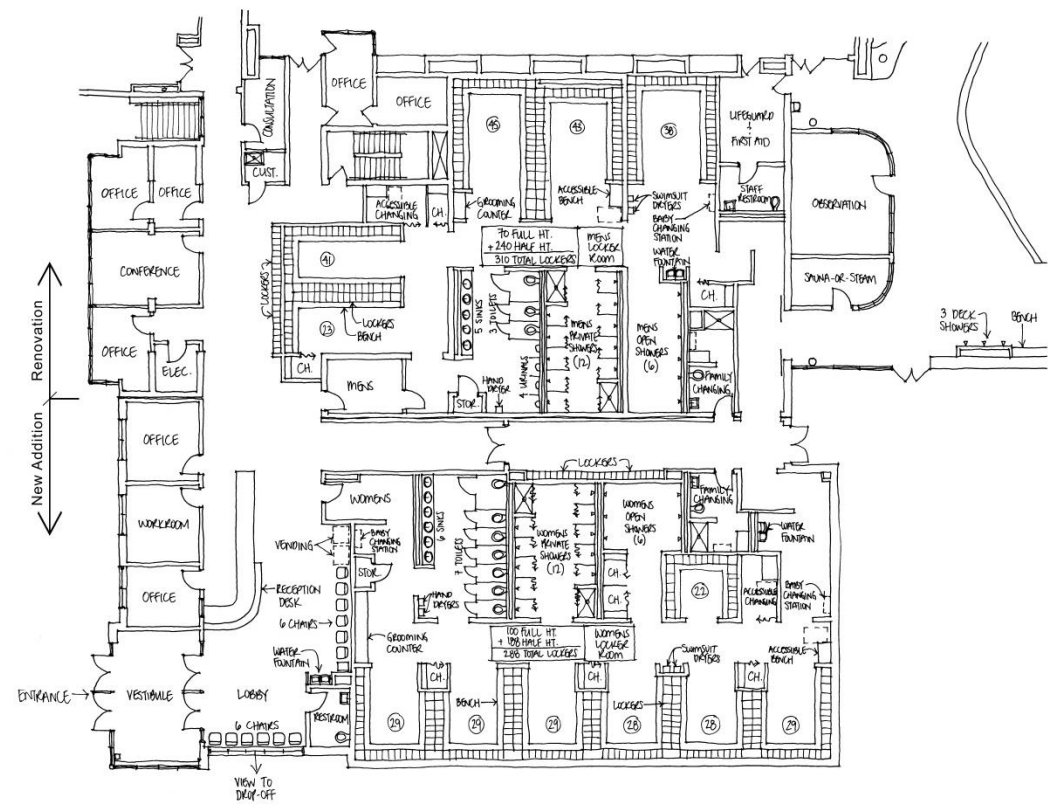 OFFICE
CONSULTATION
OFFICE
CUST.
45
43
38
LIFEGUARD
+
FIRST AID
OFFICE
OFFICE
ACCESSIBLE
CHANGING
CH.
GROOMING
COUNTER
ACCESSIBLE
BENCH
SWIMSUIT
DRYERS
BABY
CHANGING
STATION
WATER
FOUNTAIN
STAFF
RESTROOM
OBSERVATION
70 FULL HT.
+ 240 HALF HT.
310 TOTAL LOCKERS
MENS
LOCKER
ROOM
CONFERENCE
LOCKERS
41
23
LOCKERS
BENCH
5 SINKS
3 TOILETS
MENS
PRIVATE
SHOWERS
(12)
MENS
OPEN
SHOWERS
(6)
CH.
SAUNA-OR-STEAM
3 DECK
SHOWERS
BENCH
Renovation
OFFICE
ELEC.
CH.
MENS
STOR.
HAND
DRYER
4 URINALS
FAMILY
CHANGING
New Addition
OFFICE
WORKROOM
OFFICE
LOCKERS
WOMENS
6 SINKS
7 TOILETS
WOMENS
PRIVATE
SHOWERS
(12)
WOMENS
OPEN
SHOWERS
(6)
FAMILY
CHANGING
WATER
FOUNTAIN
VENDING
BABY
CHANGING
STATION
STOR.
RECEPTION
DESK
6 CHAIRS
HAND
DRYERS
CH.
CH.
22
ACCESSIBLE
CHANGING
BABY
CHANGING
STATION
GROOMING
COUNTER
100 FULL HT.
+ 188 HALF HT.
288 TOTAL LOCKERS
WOMENS
LOCKER
ROOM
SWIMSUIT
DRYERS
ACCESSIBLE
BENCH
WATER
FOUNTAIN
CH.
CH.
CH.
ENTRANCE
VESTIBULE
LOBBY
RESTROOM
BENCH
LOCKERS
6 CHAIRS
29
29
29
28
28
29
VIEW TO
DROP-OFF